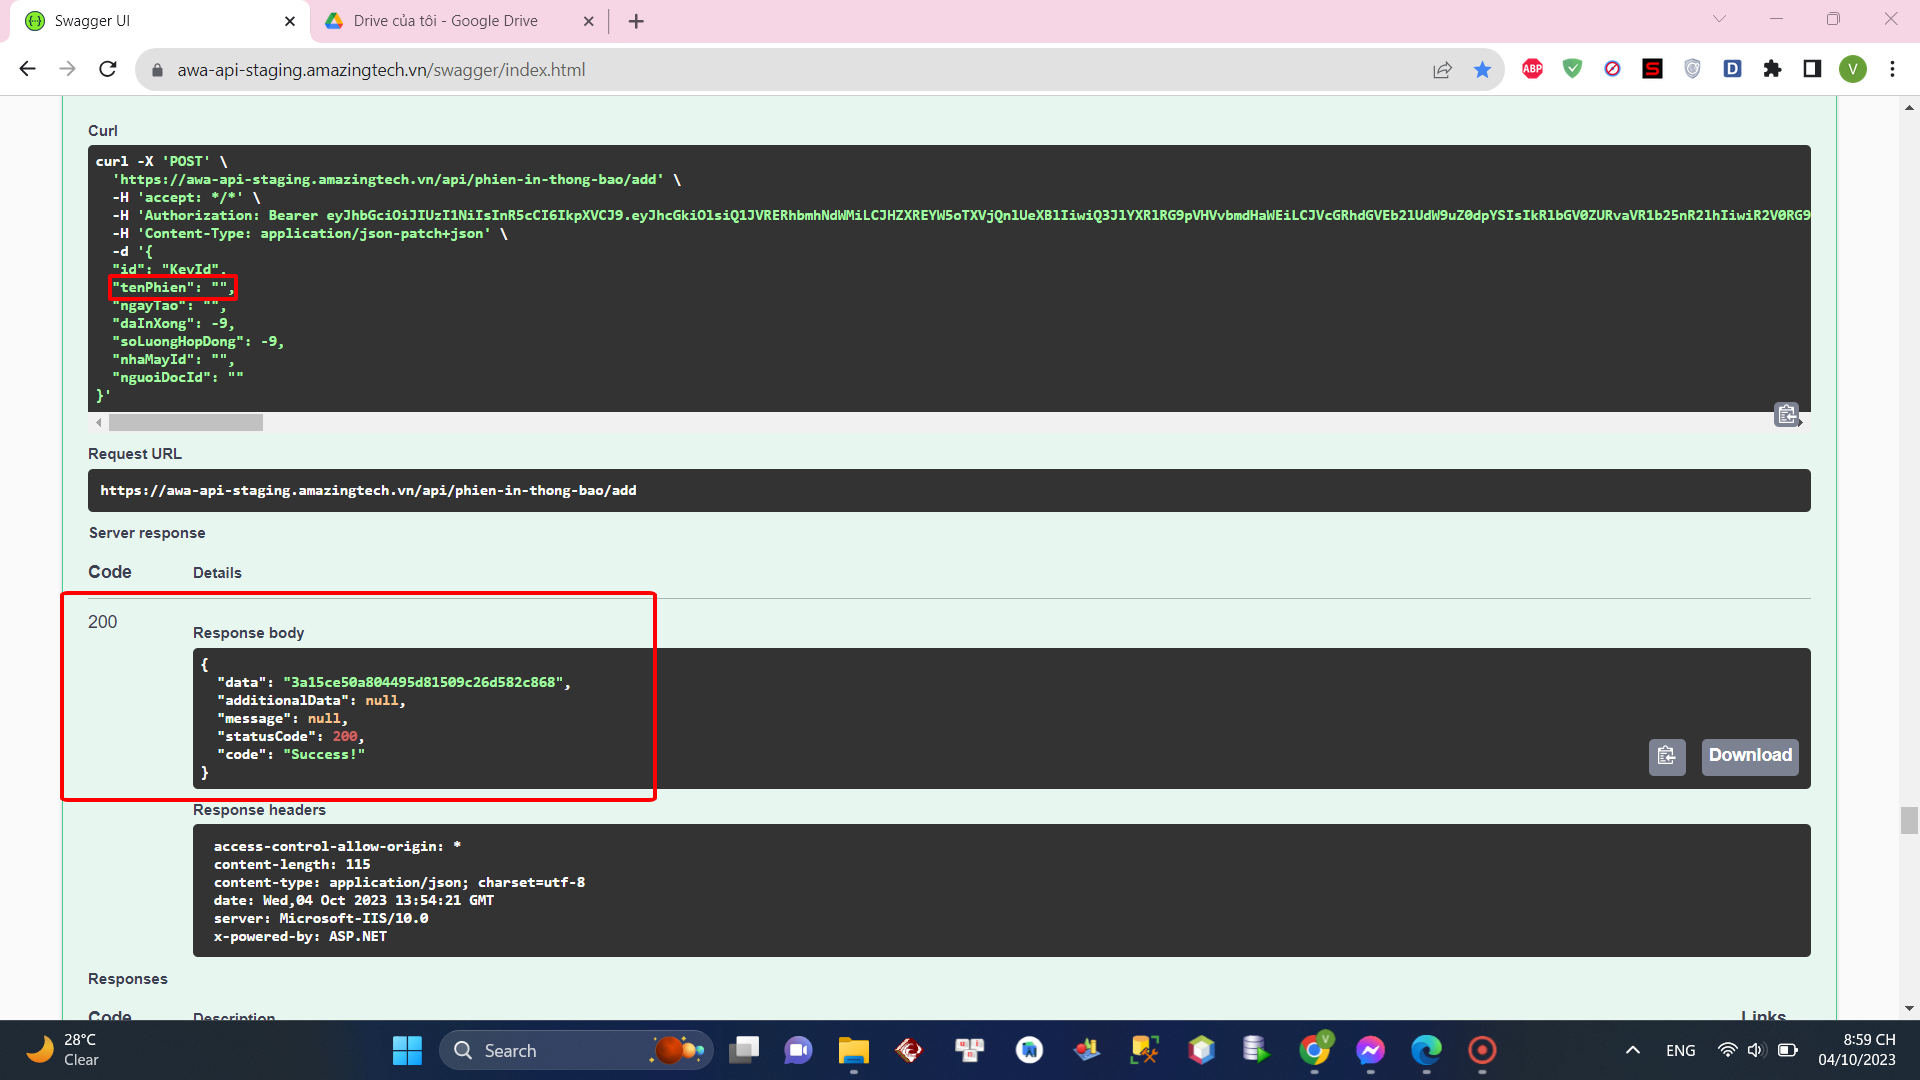 Swagger UI
Drive của tôi - Google Drive
awa-api-staging.amazingtech.vn/swagger/index.html
ABP
S
D
V
Curl
curl -X 'POST' \
'https://awa-api-staging.amazingtech.vn/api/phien-in-thong-bao/add' \
-H 'accept: */*' \
-H 'Authorization: Bearer
-H 'Content-Type: application/json-patch+json' \
-d '{
"id": "KeyId",
"tenPhien": "",
"ngayTao": "",
"daInXong": -9,
"soLuongHopDong": -9,
"nhaMayId": "",
"nguoiDocId": ""
}'
Request URL
https://awa-api-staging.amazingtech.vn/api/phien-in-thong-bao/add
Server response
Code Details
200
Response body
{
"data": "3a15ce50a804495d81509c26d582c868",
"additionalData": null,
"message": null,
"statusCode": 200,
"code": "Success!"
}
Download
Response headers
access-control-allow-origin: *
content-length: 115
content-type: application/json; charset=utf-8
date: Wed,04 Oct 2023 13:54:21 GMT
server: Microsoft-IIS/10.0
x-powered-by: ASP.NET
Responses
Code Description Links
28°C
Clear
Search
V
ENG
8:59 CH
04/10/2023